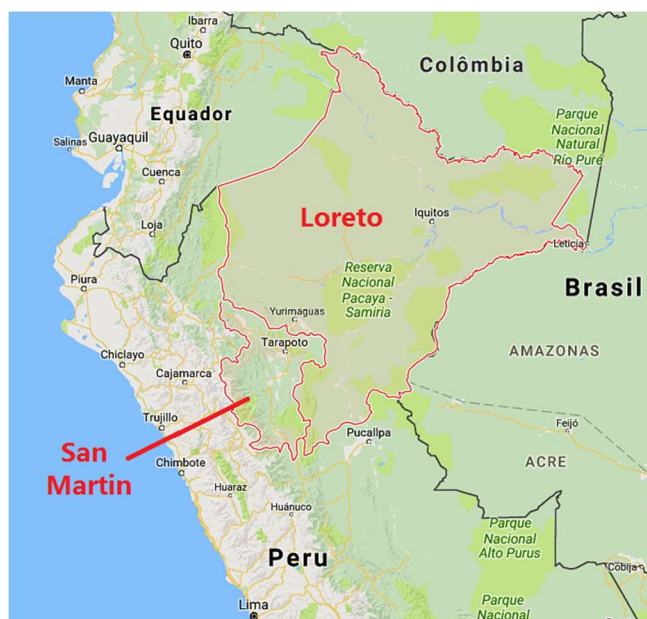 Ibarra
Quito
Colômbia
Manta
Equador
Parque
Nacional
Natural
Río Puré
Salinas
Guayaquil
Cuenca
Loreto
Iquitos
Loja
Leticia
Reserva
Nacional
Pacaya -
Samiria
Brasil
Piura
Yurimaguas
Tarapoto
AMAZONAS
Chiclayo
Cajamarca
Trujillo
Pucallpa
Feijó
San
Martin
Chimbote
ACRE
Huaraz
Huánuco
Parque
Nacional
Alto Purus
Peru
Cobija
Lima
Parque
Nacional